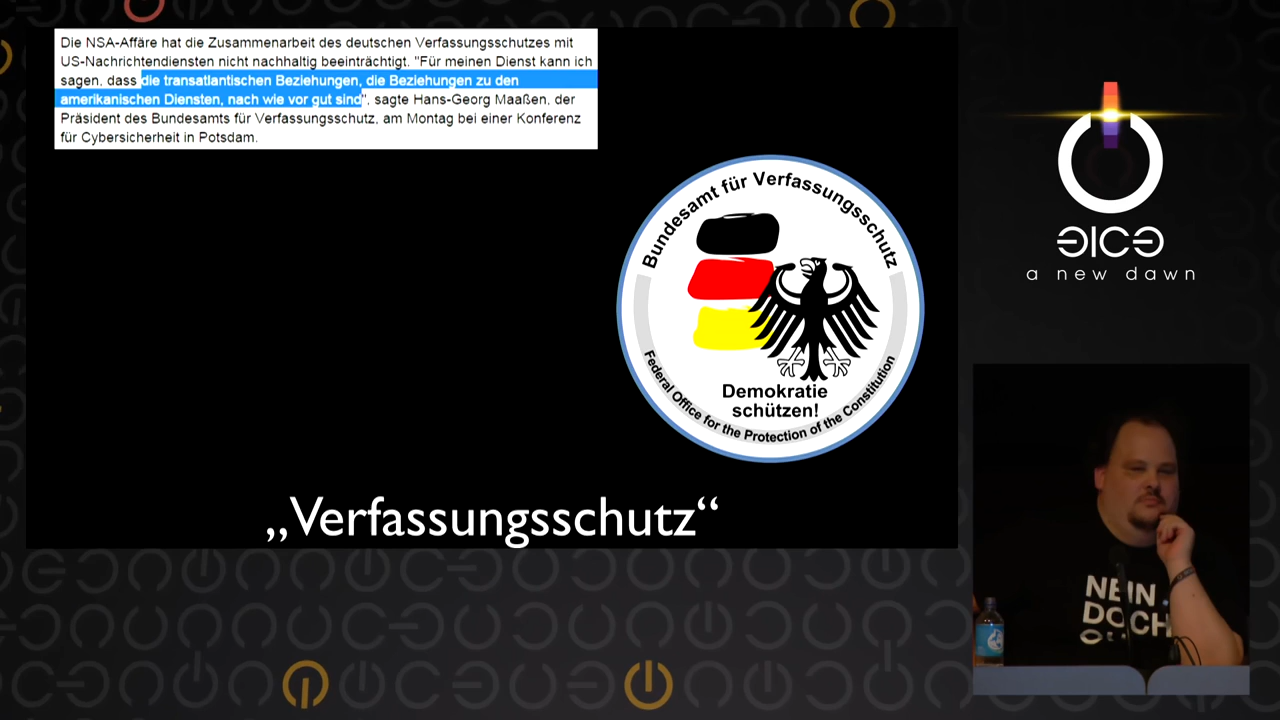 Die NSA-Affäre hat die Zusammenarbeit des deutschen Verfassungsschutzes mit
US-Nachrichtendiensten nicht nachhaltig beeinträchtigt. "Für meinen Dienst kann ich
sagen, dass die transatlantischen Beziehungen, die Beziehungen zu den
amerikanischen Diensten, nach wie vor gut sind", sagte Hans-Georg Maaßen, der
Präsident des Bundesamts für Verfassungsschutz, am Montag bei einer Konferenz
für Cybersicherheit in Potsdam.
Bundesamt für Verfassungsschutz
Demokratie
schützen!
Federal Office for the Protection of the Constitution
„Verfassungsschutz“
a new dawn
NEIN
DOCH